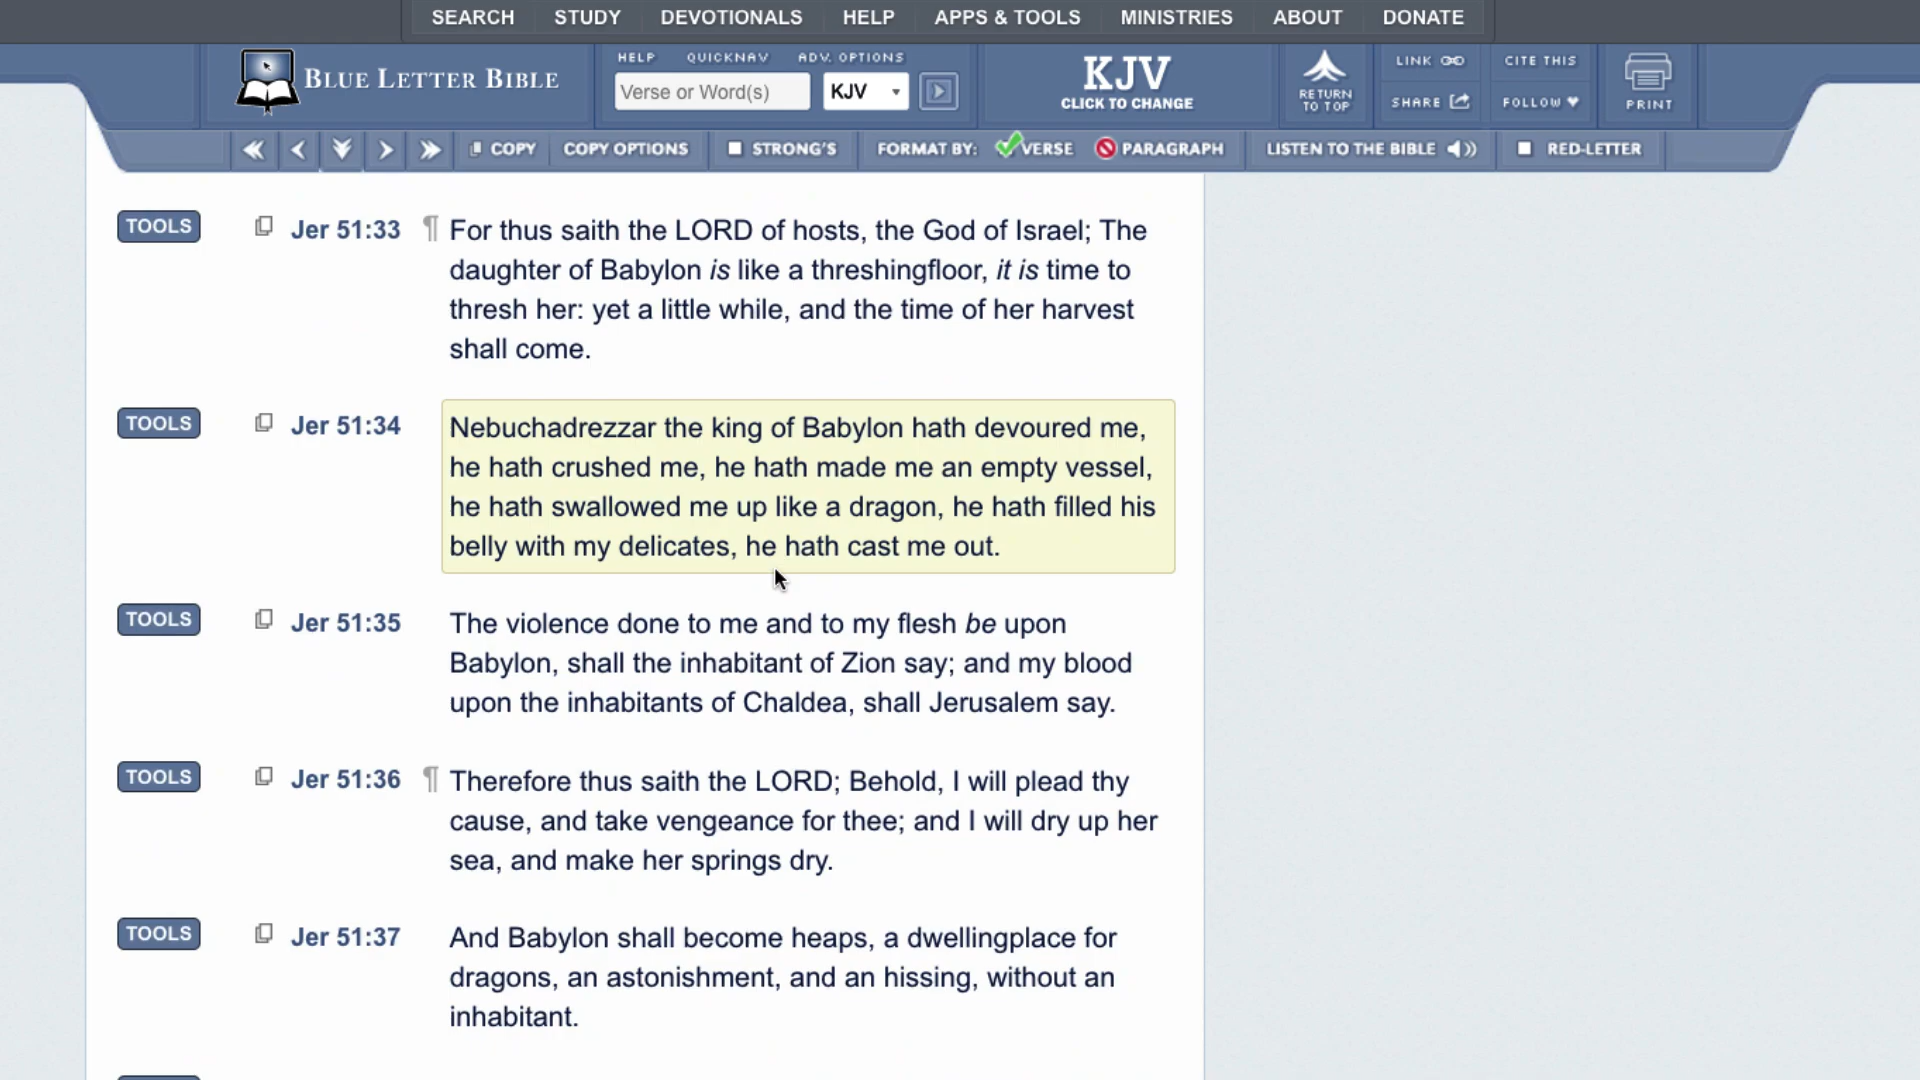 SEARCH STUDY DEVOTIONALS HELP APPS & TOOLS MINISTRIES ABOUT DONATE
BLUE LETTER BIBLE
HELP QUICKNAV ADV. OPTIONS
Verse or Word(s) KJV
KJV
CLICK TO CHANGE
RETURN
TO TOP
LINK
SHARE
CITE THIS
FOLLOW
PRINT
COPY COPY OPTIONS STRONG'S FORMAT BY: VERSE PARAGRAPH LISTEN TO THE BIBLE RED-LETTER
TOOLS Jer 51:33 ¶ For thus saith the LORD of hosts, the God of Israel; The
daughter of Babylon is like a threshingfloor, it is time to
thresh her: yet a little while, and the time of her harvest
shall come.
TOOLS Jer 51:34 Nebuchadrezzar the king of Babylon hath devoured me,
he hath crushed me, he hath made me an empty vessel,
he hath swallowed me up like a dragon, he hath filled his
belly with my delicates, he hath cast me out.
TOOLS Jer 51:35 The violence done to me and to my flesh be upon
Babylon, shall the inhabitant of Zion say; and my blood
upon the inhabitants of Chaldea, shall Jerusalem say.
TOOLS Jer 51:36 ¶ Therefore thus saith the LORD; Behold, I will plead thy
cause, and take vengeance for thee; and I will dry up her
sea, and make her springs dry.
TOOLS Jer 51:37 And Babylon shall become heaps, a dwellingplace for
dragons, an astonishment, and an hissing, without an
inhabitant.